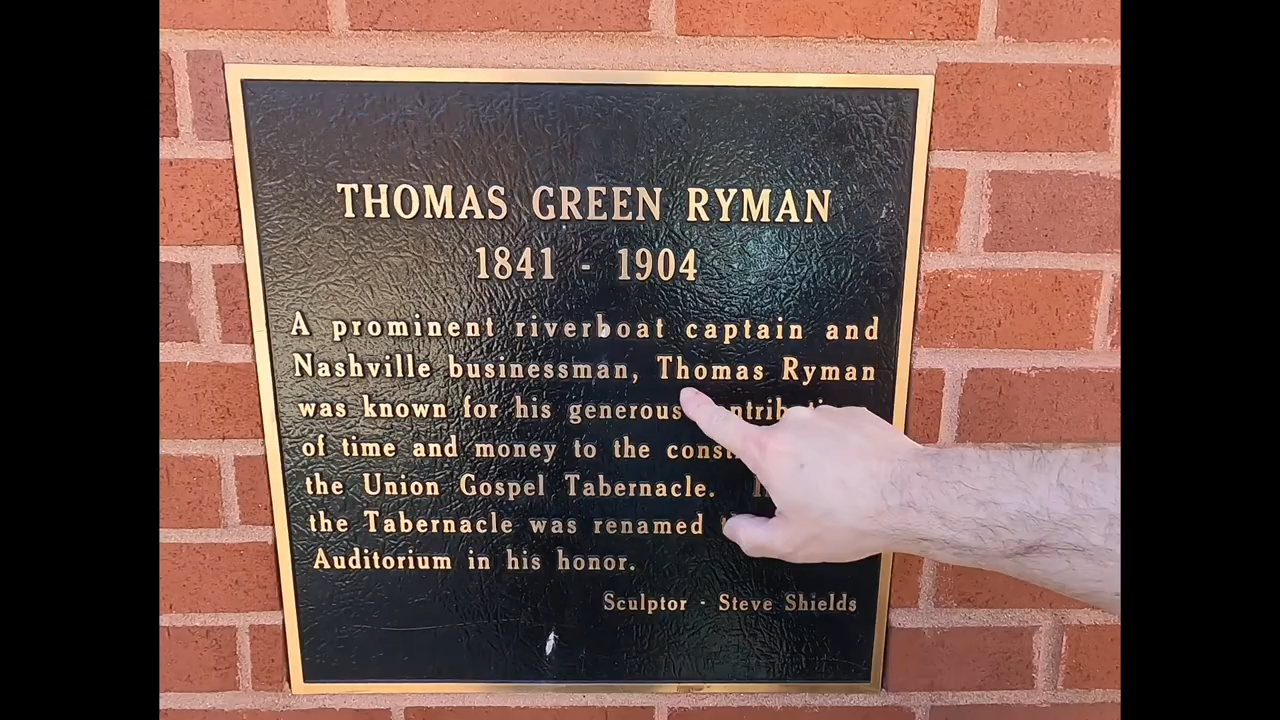 THOMAS GREEN RYMAN
1841 - 1904
A prominent riverboat captain and
Nashville businessman, Thomas Ryman
was known for his generous
of time and money to the
the Union Gospel Tabernacle.
the Tabernacle was renamed
Auditorium in his honor.
Sculptor - Steve Shields